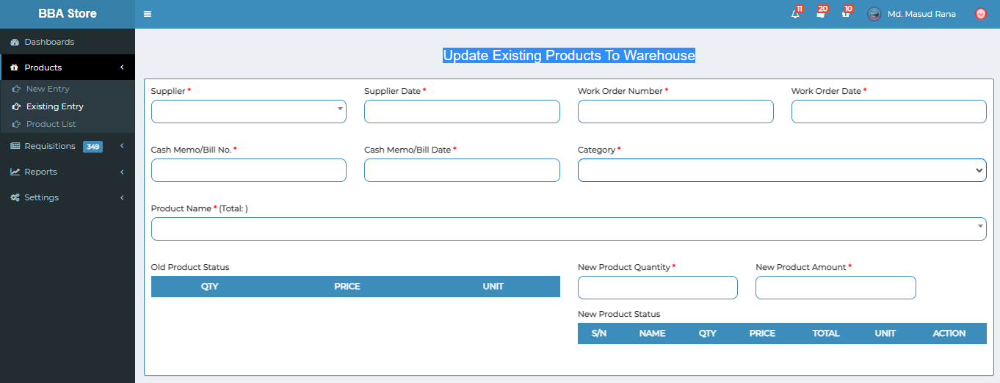 BBA Store
11 20 10 Md. Masud Rana
Dashboards
Products
New Entry
Existing Entry
Product List
Requisitions 349
Reports
Settings
Update Existing Products To Warehouse
Supplier * Supplier Date * Work Order Number * Work Order Date *
Cash Memo/Bill No. * Cash Memo/Bill Date * Category *
Product Name * (Total: )
Old Product Status
QTY PRICE UNIT
New Product Quantity * New Product Amount *
New Product Status
S/N NAME QTY PRICE TOTAL UNIT ACTION